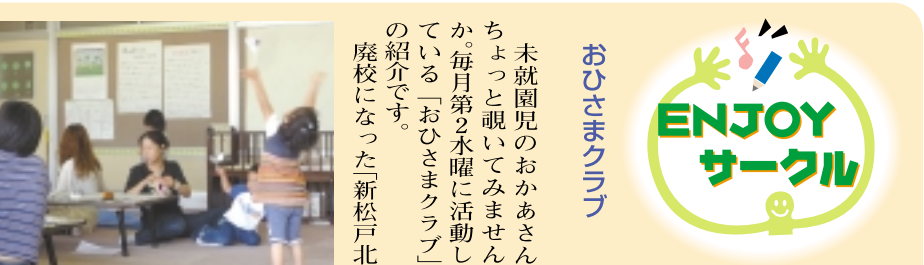 ENJOY
サークル
おひさまクラブ
未就園児のおかあさん
ちょっと覗いてみません
か。毎月第2水曜に活動し
ている「おひさまクラブ」
の紹介です。
廃校になった「新松戸北